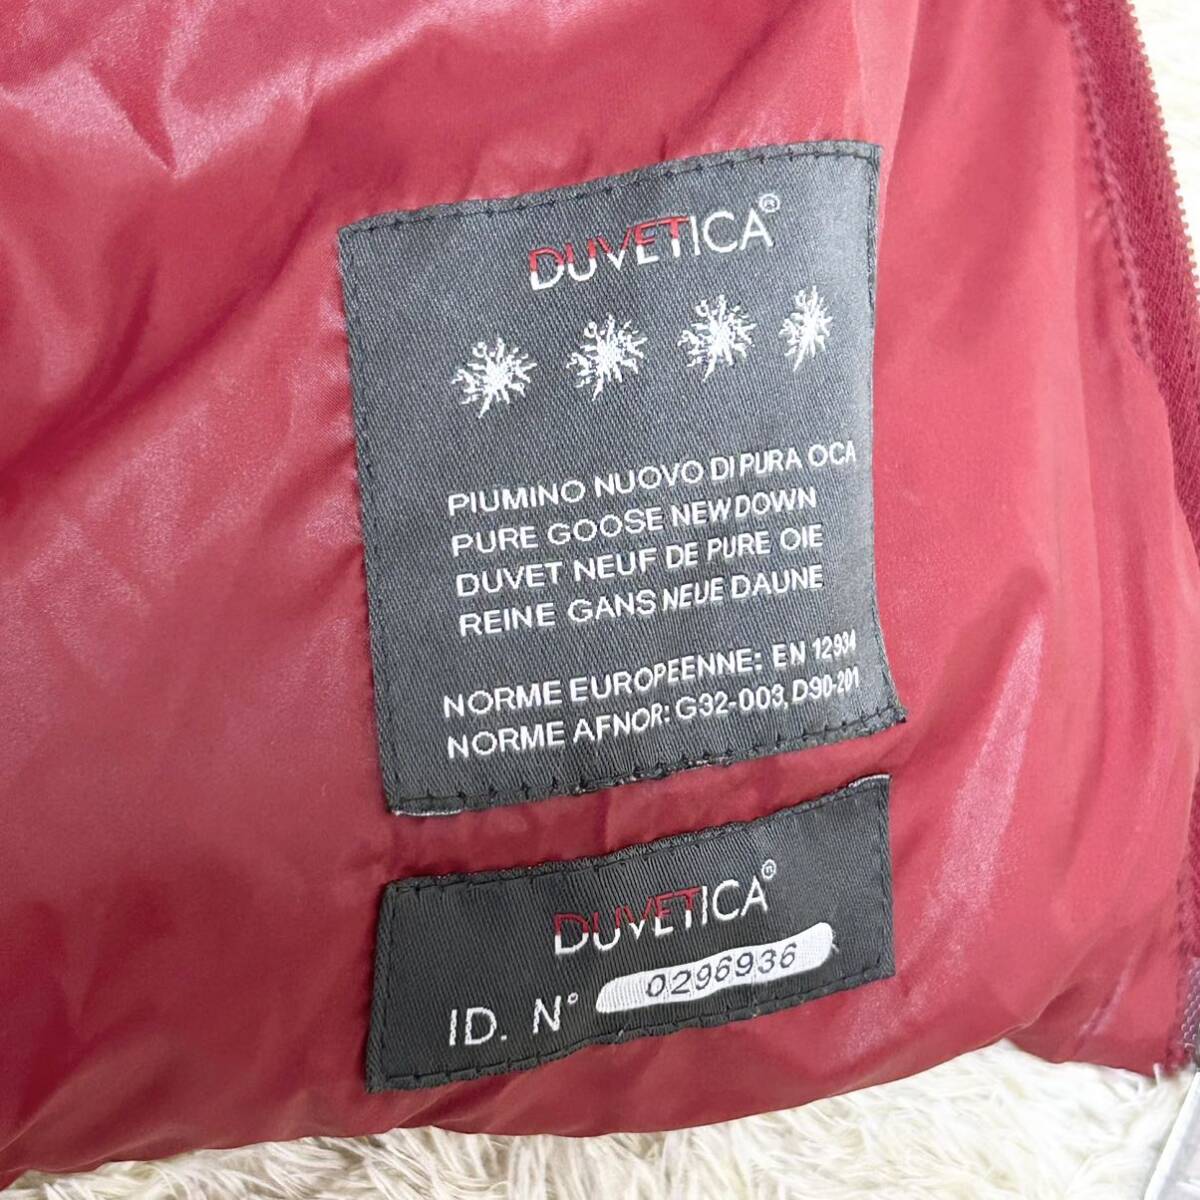 DUVETICA®
PIUMINO NUOVO DI PURA OCA
PURE GOOSE NEW DOWN
DUVET NEUF DE PURE OIE
REINE GANS NEUE DAUNE
NORME EUROPEENNE: EN 12934
NORME AFNOR: G32-003, D90-201
DUVETICA®
ID. N° 0296936